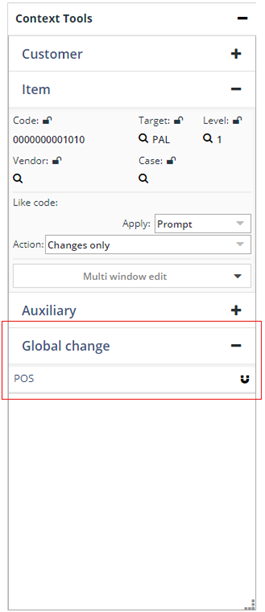 Context Tools
Customer
Item
Code: Target: Level:
0000000001010 PAL 1
Vendor: Case:
Like code:
Apply: Prompt
Action: Changes only
Multi window edit
Auxiliary
Global change
POS